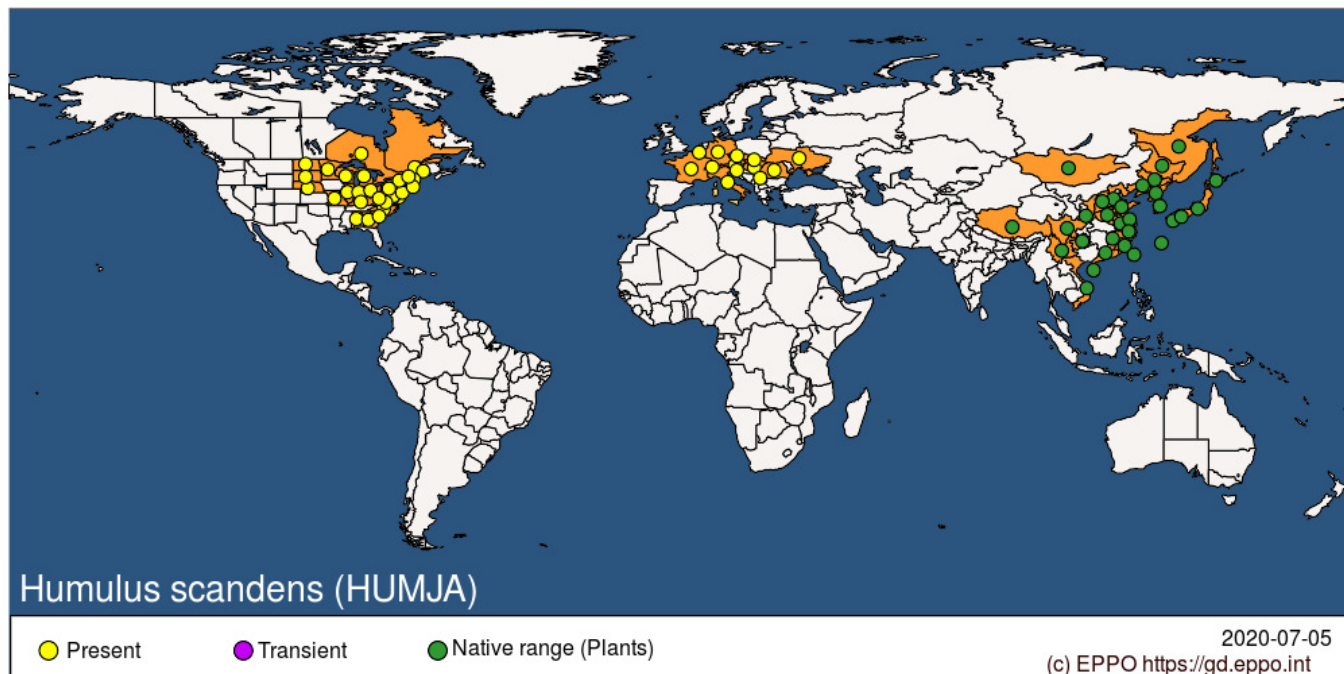 Humulus scandens (HUMJA)
Present
Transient
Native range (Plants)
2020-07-05
(c) EPPO https://gd.eppo.int